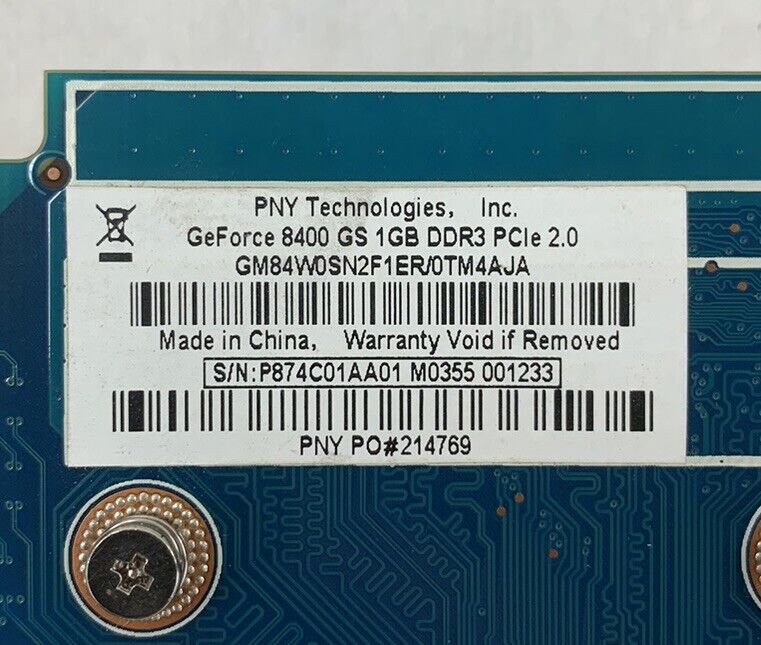 PNY Technologies, Inc.
GeForce 8400 GS 1GB DDR3 PCIe 2.0
GM84W0SN2F1ER/0TM4AJA
Made in China, Warranty Void if Removed
S/N:P874C01AA01 M0355 001233
PNY PO#214769